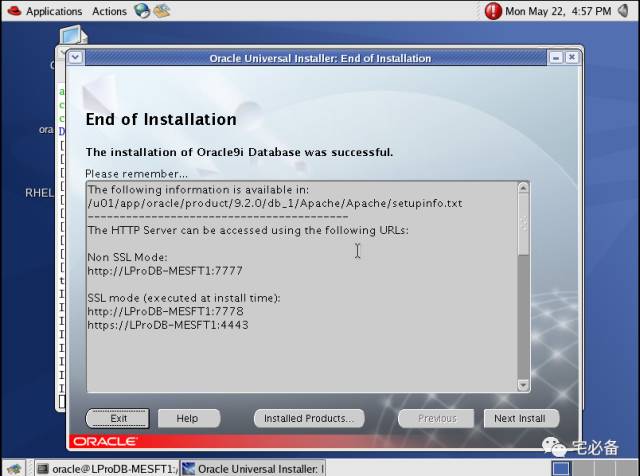 Applications Actions Mon May 22, 4:57 PM
Oracle Universal Installer: End of Installation
End of Installation
The installation of Oracle9i Database was successful.
Please remember...
The following information is available in:
/u01/app/oracle/product/9.2.0/db_1/Apache/Apache/setupinfo.txt
-----------------------------------------
The HTTP Server can be accessed using the following URLs:
Non SSL Mode:
http://LProDB-MESFT1:7777
SSL mode (executed at install time):
http://LProDB-MESFT1:7778
https://LProDB-MESFT1:4443
Exit Help Installed Products... Previous Next Install
ORACLE
ora
RHEL
宅必备
oracle@LProDB-MESFT1:/ Oracle Universal Installer: I